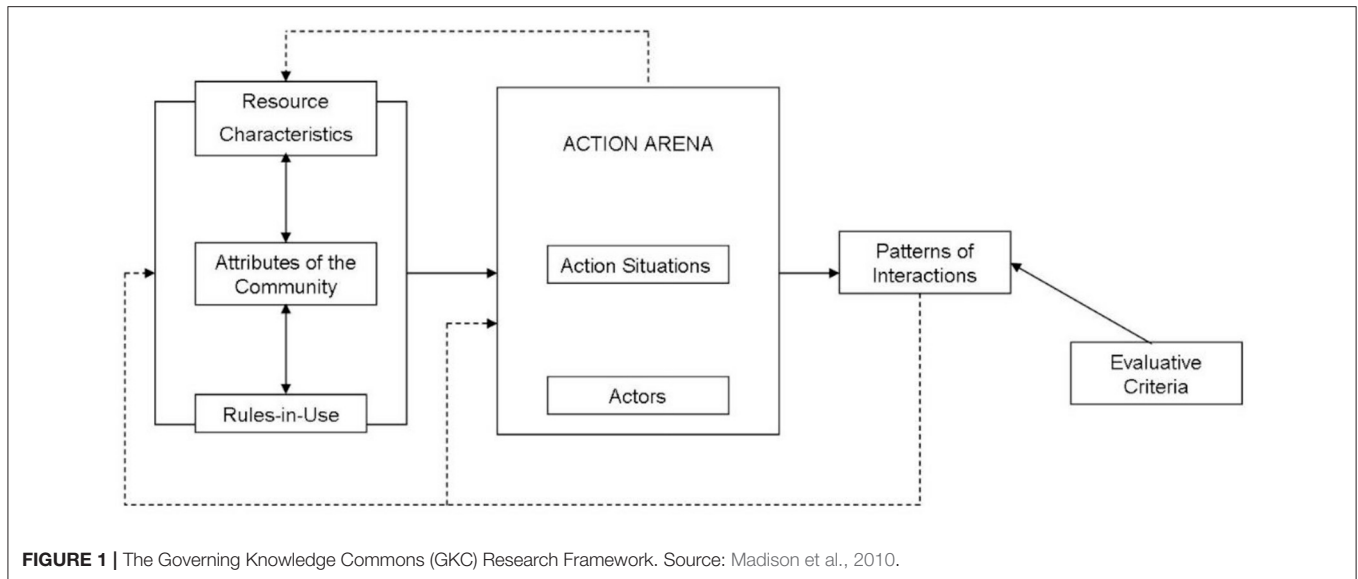 Resource
Characteristics
Attributes of the
Community
Rules-in-Use
ACTION ARENA
Action Situations
Actors
Patterns of
Interactions
Evaluative
Criteria
FIGURE 1 | The Governing Knowledge Commons (GKC) Research Framework. Source: Madison et al., 2010.